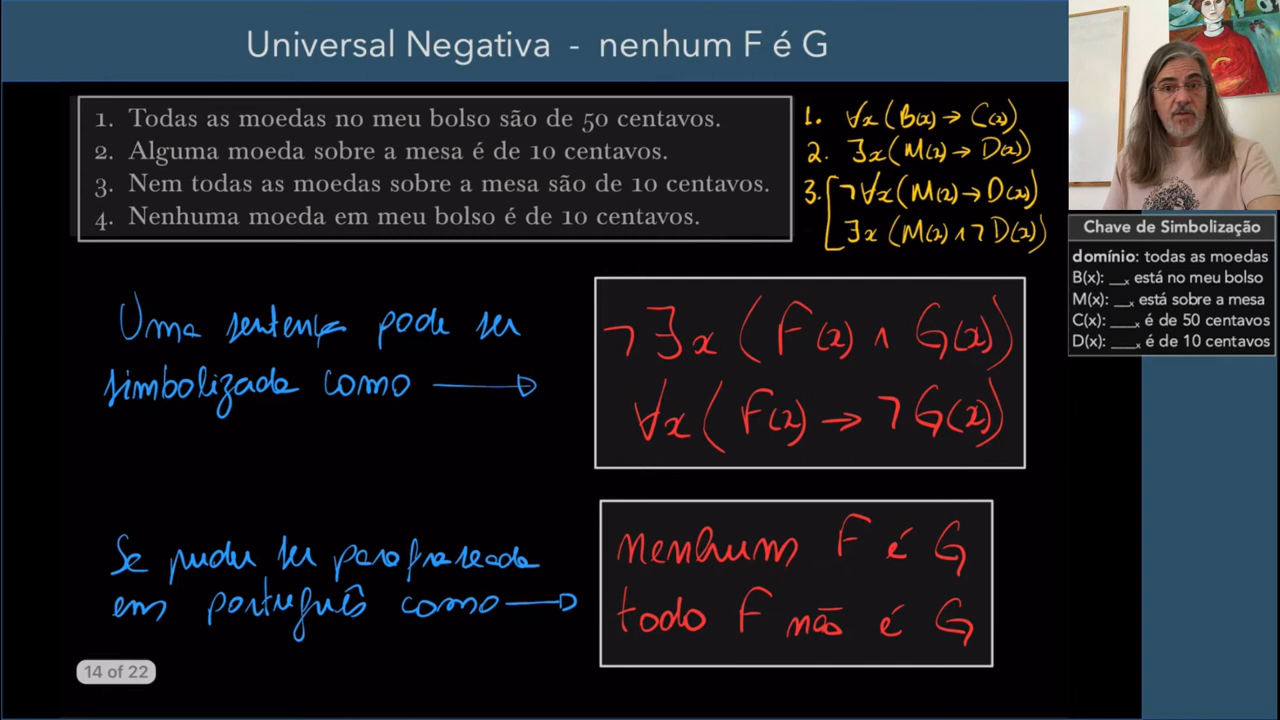 Universal Negativa - nenhum F é G
1. Todas as moedas no meu bolso são de 50 centavos.
2. Alguma moeda sobre a mesa é de 10 centavos.
3. Nem todas as moedas sobre a mesa são de 10 centavos.
4. Nenhuma moeda em meu bolso é de 10 centavos.
1. ∀x (B(x) → C(x))
2. ∃x (M(x) → D(x))
3. ¬∀x (M(x) → D(x))
∃x (M(x) ∧ ¬D(x))
Chave de Simbolização
domínio: todas as moedas
B(x): __x está no meu bolso
M(x): __x está sobre a mesa
C(x): ___x é de 50 centavos
D(x): ___x é de 10 centavos
Uma sentença pode ser
simbolizada como →
¬∃x (F(x) ∧ G(x))
∀x (F(x) → ¬G(x))
Se puder ser parafraseada
em português como →
nenhum F é G
todo F não é G
14 of 22